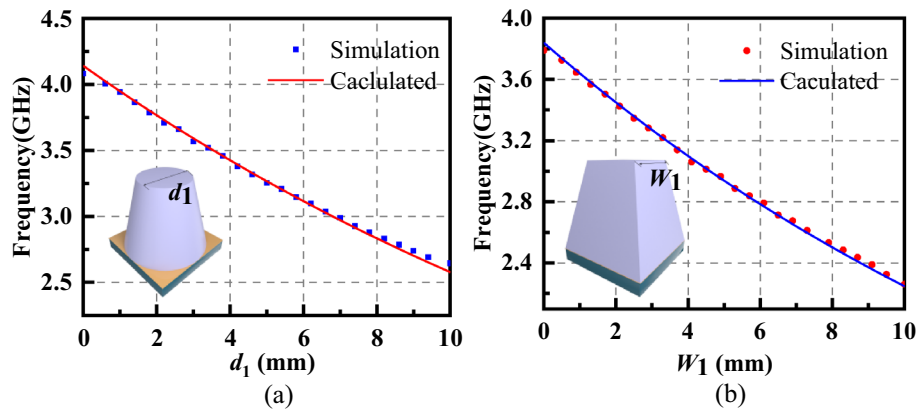 Frequency(GHz)
4.5
4.0
3.5
3.0
2.5
Simulation
Caclulated
d1
0 2 4 6 8 10
d1 (mm)
(a)
Frequency(GHz)
4.0
3.6
3.2
2.8
2.4
Simulation
Caculated
W1
0 2 4 6 8 10
W1 (mm)
(b)